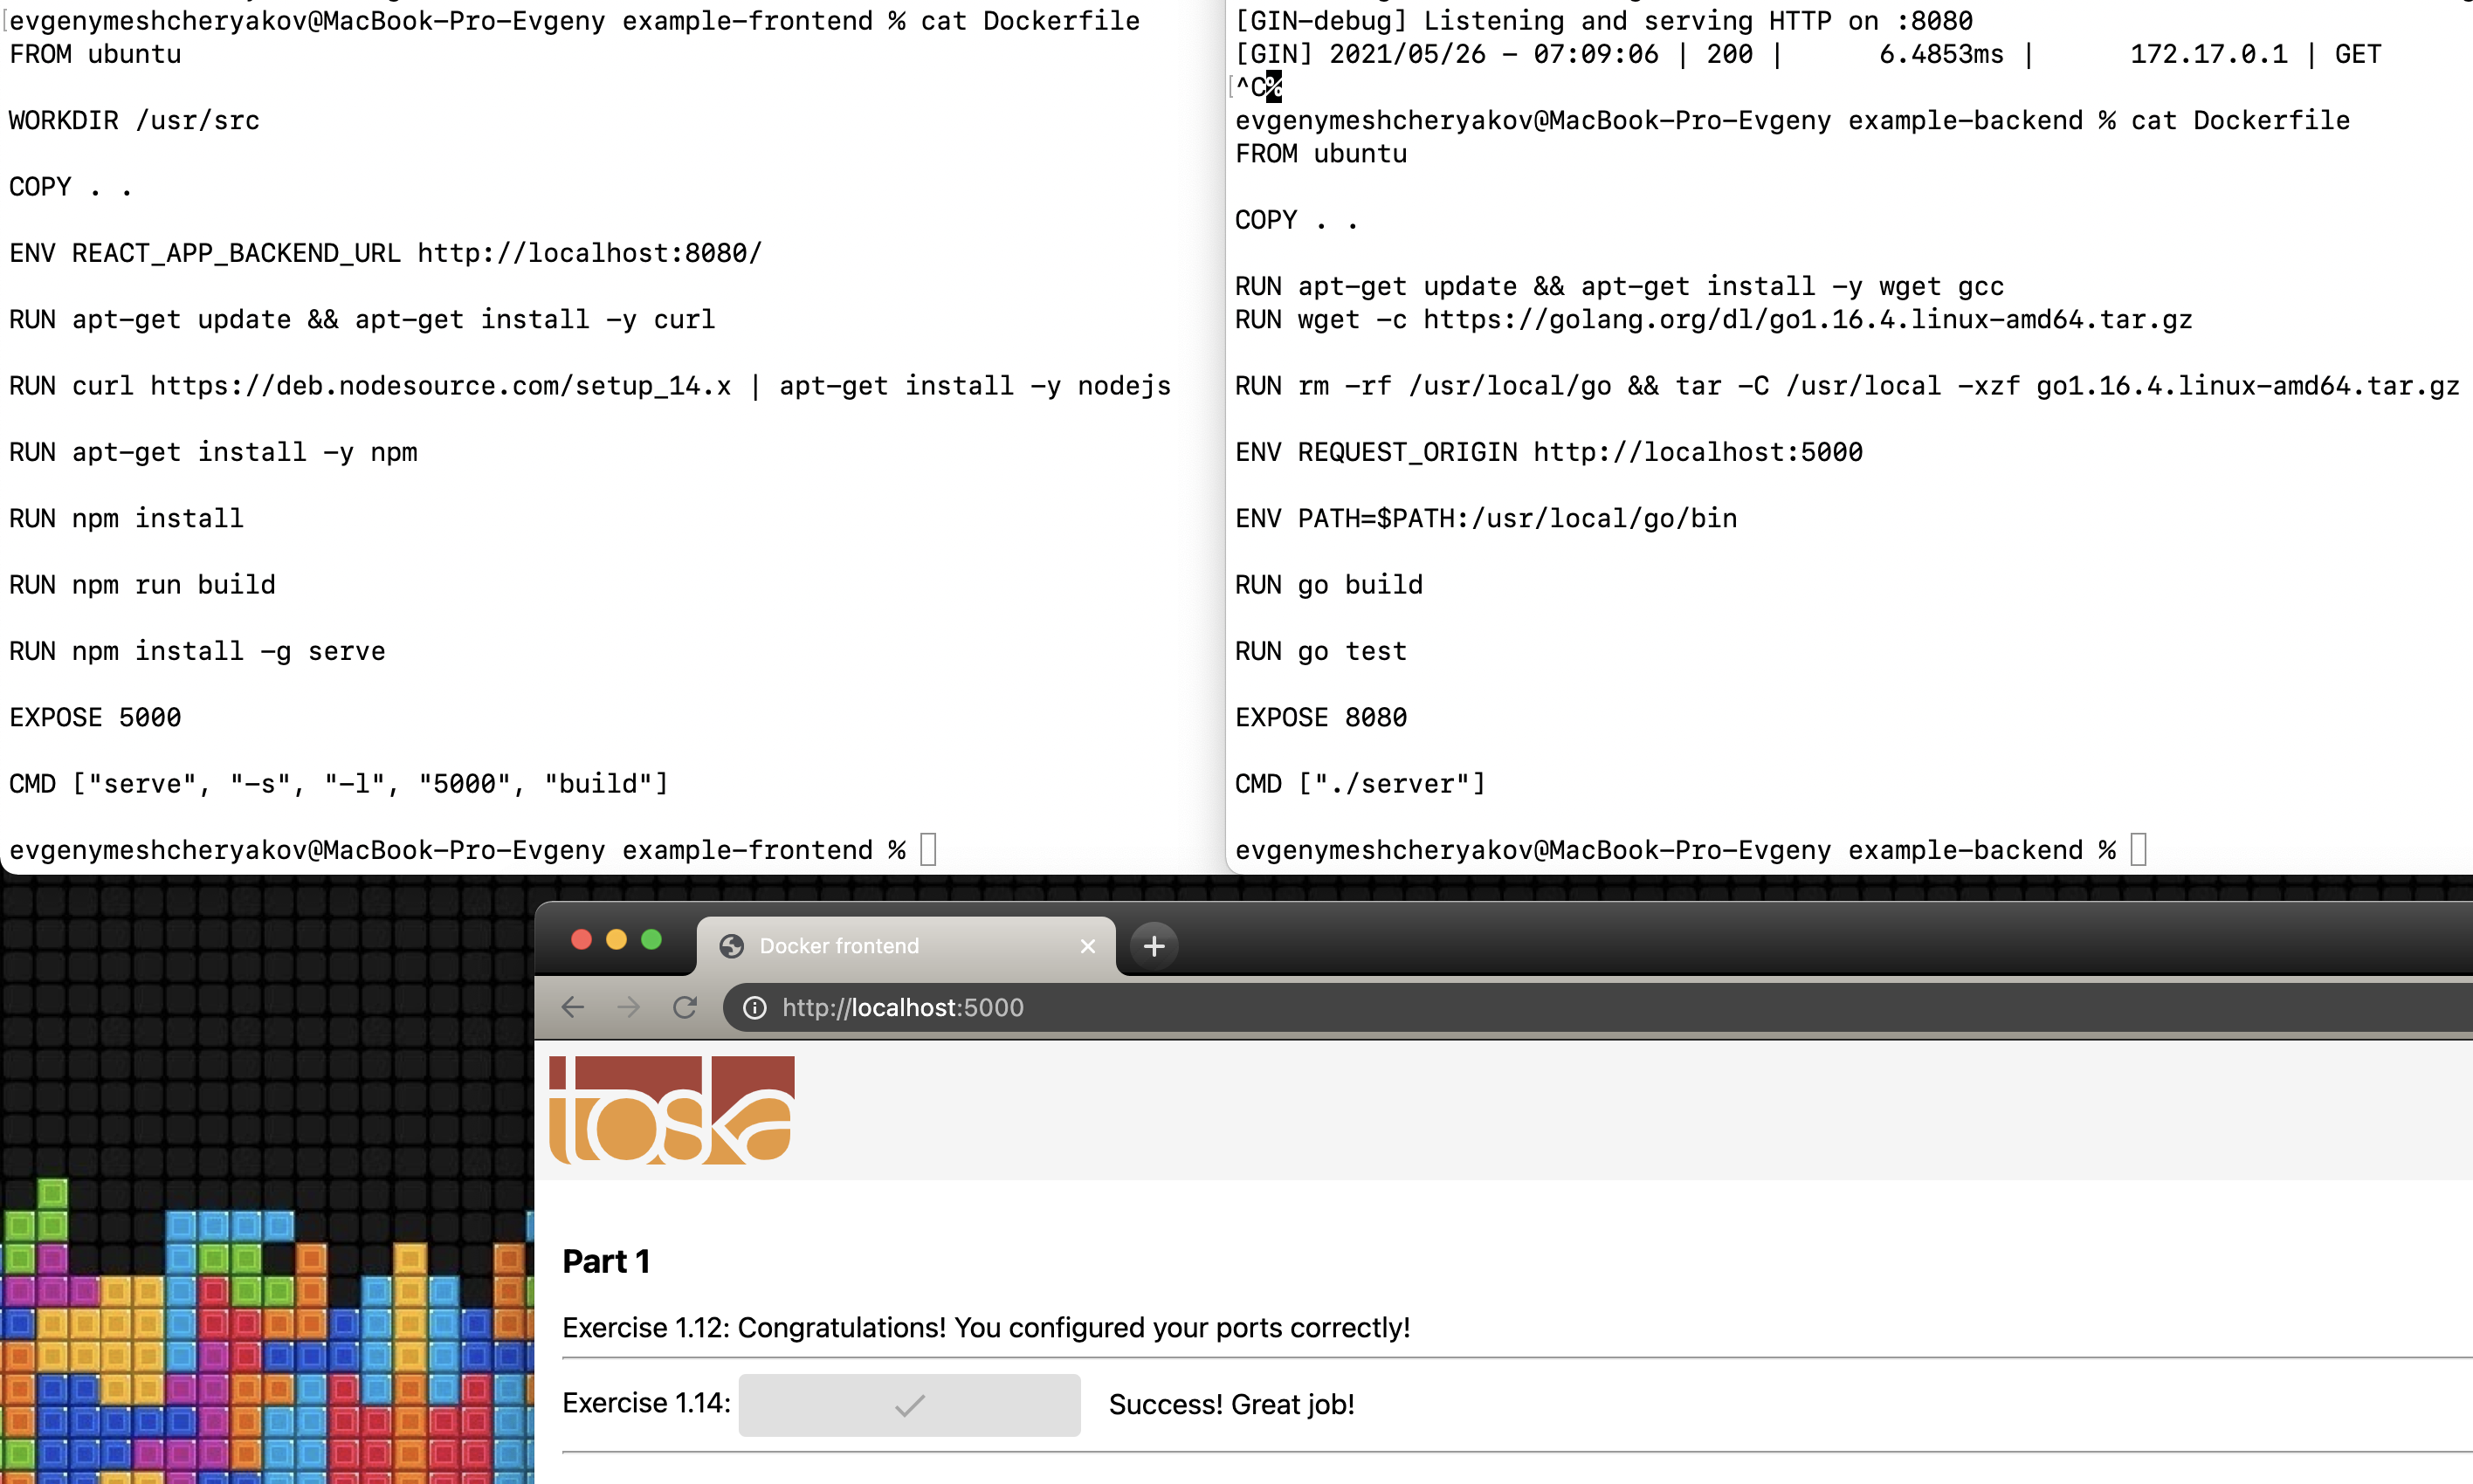 evgenymeshcheryakov@MacBook-Pro-Evgeny example-frontend % cat Dockerfile
FROM ubuntu
WORKDIR /usr/src
COPY . .
ENV REACT_APP_BACKEND_URL http://localhost:8080/
RUN apt-get update && apt-get install -y curl
RUN curl https://deb.nodesource.com/setup_14.x | apt-get install -y nodejs
RUN apt-get install -y npm
RUN npm install
RUN npm run build
RUN npm install -g serve
EXPOSE 5000
CMD ["serve", "-s", "-l", "5000", "build"]
evgenymeshcheryakov@MacBook-Pro-Evgeny example-frontend %
[GIN-debug] Listening and serving HTTP on :8080
[GIN] 2021/05/26 - 07:09:06 | 200 | 6.4853ms | 172.17.0.1 | GET
^C%
evgenymeshcheryakov@MacBook-Pro-Evgeny example-backend % cat Dockerfile
FROM ubuntu
COPY . .
RUN apt-get update && apt-get install -y wget gcc
RUN wget -c https://golang.org/dl/go1.16.4.linux-amd64.tar.gz
RUN rm -rf /usr/local/go && tar -C /usr/local -xzf go1.16.4.linux-amd64.tar.gz
ENV REQUEST_ORIGIN http://localhost:5000
ENV PATH=$PATH:/usr/local/go/bin
RUN go build
RUN go test
EXPOSE 8080
CMD ["./server"]
evgenymeshcheryakov@MacBook-Pro-Evgeny example-backend %
Docker frontend
http://localhost:5000
toska
Part 1
Exercise 1.12: Congratulations! You configured your ports correctly!
Exercise 1.14: Success! Great job!